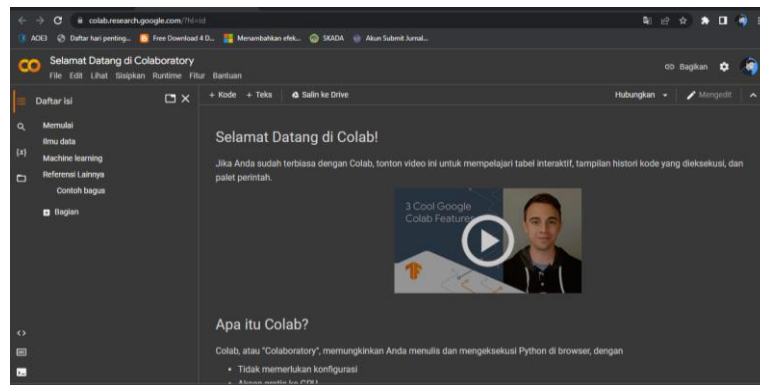 colab.research.google.com/?hl=id
AOEI Daftar hari penting... Free Download 4 D... Menambahkan efek... SKADA Akun Submit Jurnal...
Selamat Datang di Colaboratory
File Edit Lihat Sisipkan Runtime Fitur Bantuan
Bagikan
Daftar isi
+ Kode + Teks Salin ke Drive
Hubungkan Mengedit
Memulai
Ilmu data
Machine learning
Referensi Lainnya
Contoh bagus
Bagian
Selamat Datang di Colab!
Jika Anda sudah terbiasa dengan Colab, tonton video ini untuk mempelajari tabel interaktif, tampilan histori kode yang dieksekusi, dan
palet perintah.
3 Cool Google
Colab Features
Apa itu Colab?
Colab, atau "Colaboratory", memungkinkan Anda menulis dan mengeksekusi Python di browser, dengan
• Tidak memerlukan konfigurasi
• Akses gratis ke GPU